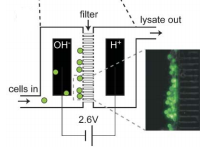 filter
lysate out
OH⁻
H⁺
cells in
2.6V